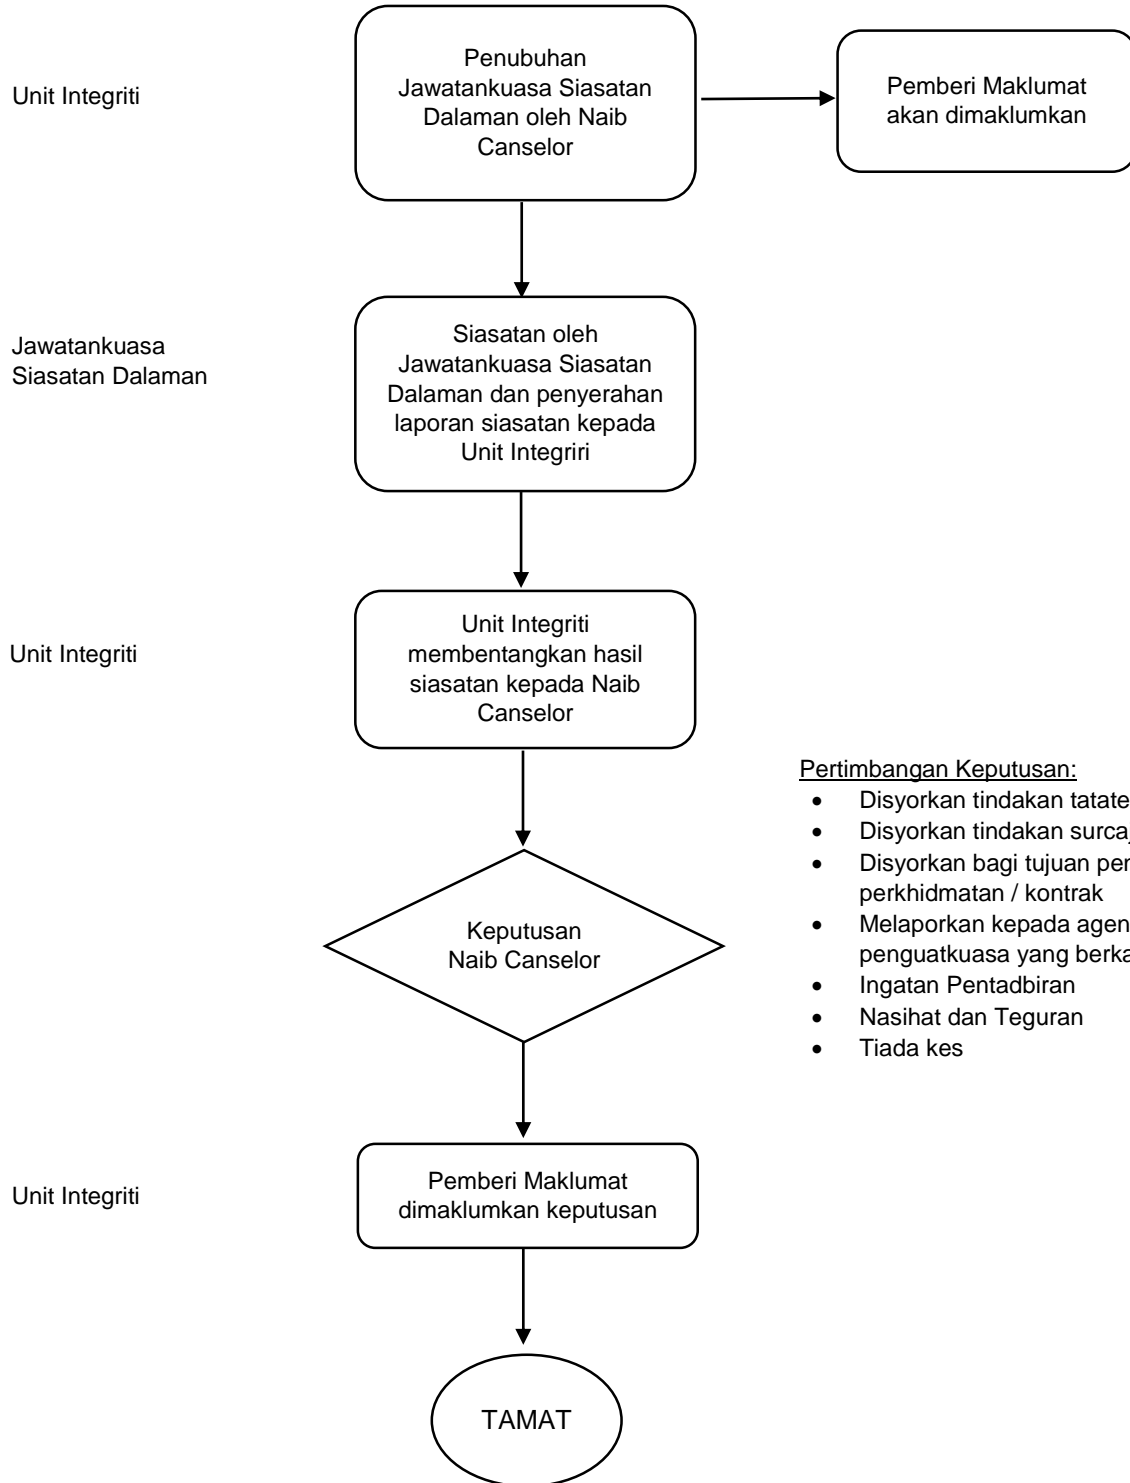 Unit Integriti
Penubuhan
Jawatankuasa Siasatan
Dalaman oleh Naib
Canselor
Pemberi Maklumat
akan dimaklumkan
Jawatankuasa
Siasatan Dalaman
Siasatan oleh
Jawatankuasa Siasatan
Dalaman dan penyerahan
laporan siasatan kepada
Unit Integriri
Unit Integriti
Unit Integriti
membentangkan hasil
siasatan kepada Naib
Canselor
Pertimbangan Keputusan:
• Disyorkan tindakan
• Disyorkan tindakan
• Disyorkan bagi tujuan
perkhidmatan / kontrak
• Melaporkan kepada
penguatkuasa yang
• Ingatan Pentadbiran
• Nasihat dan Teguran
• Tiada kes
Keputusan
Naib Canselor
Unit Integriti
Pemberi Maklumat
dimaklumkan keputusan
TAMAT